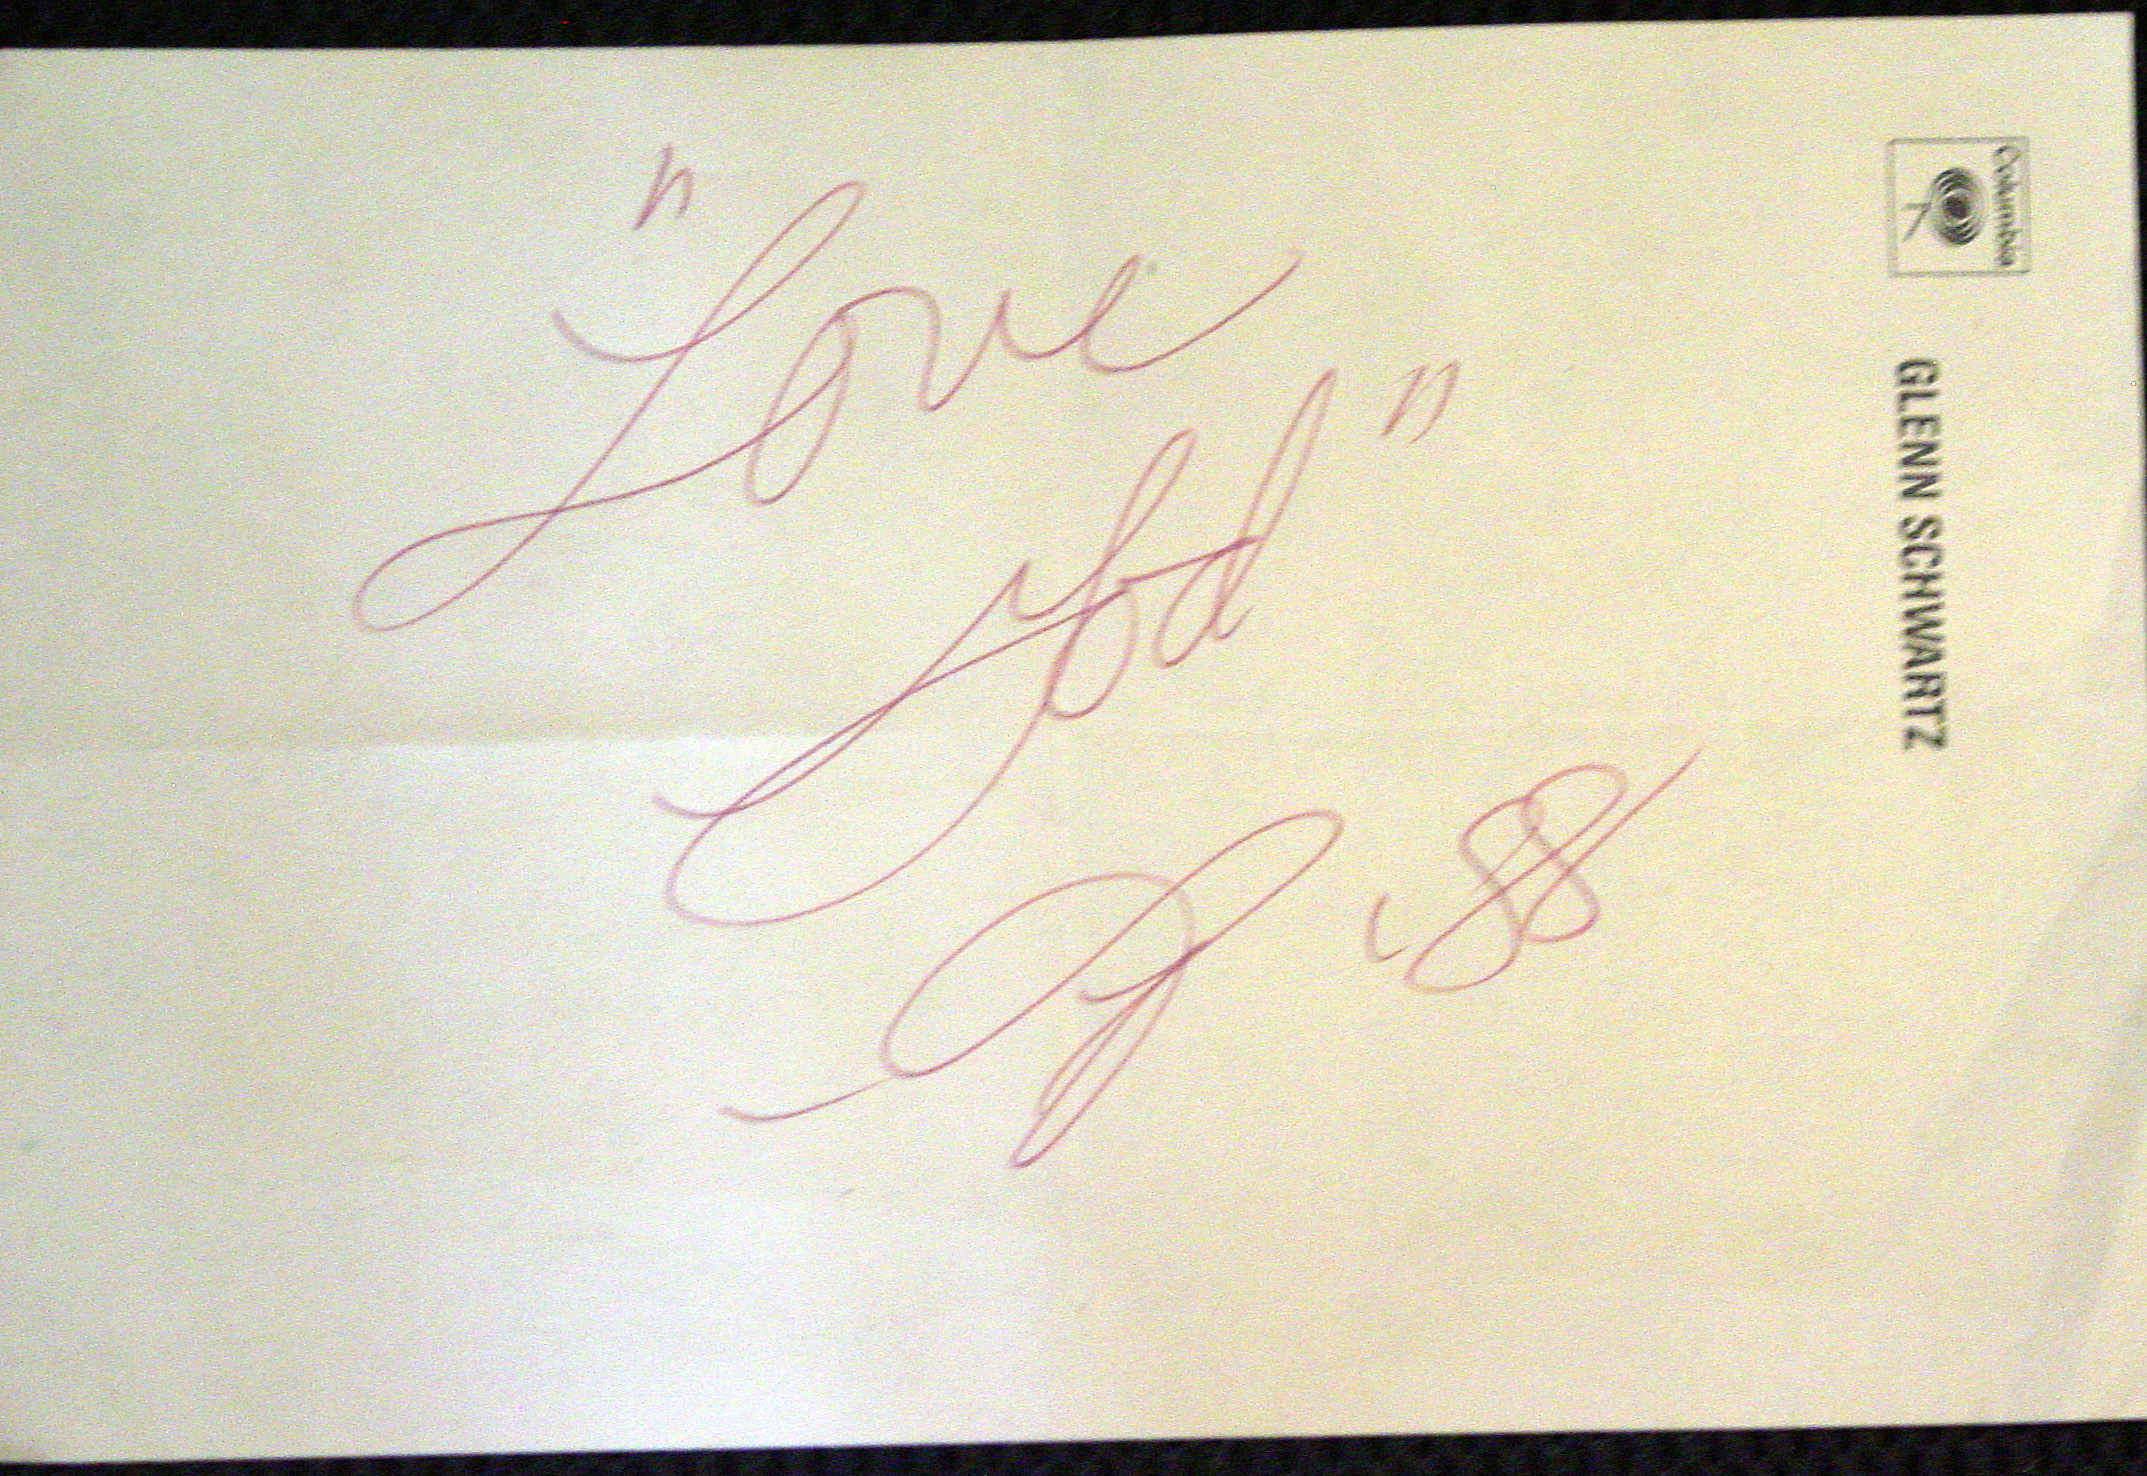 Columbia
GLENN SCHWARTZ
"Love
God"
'88